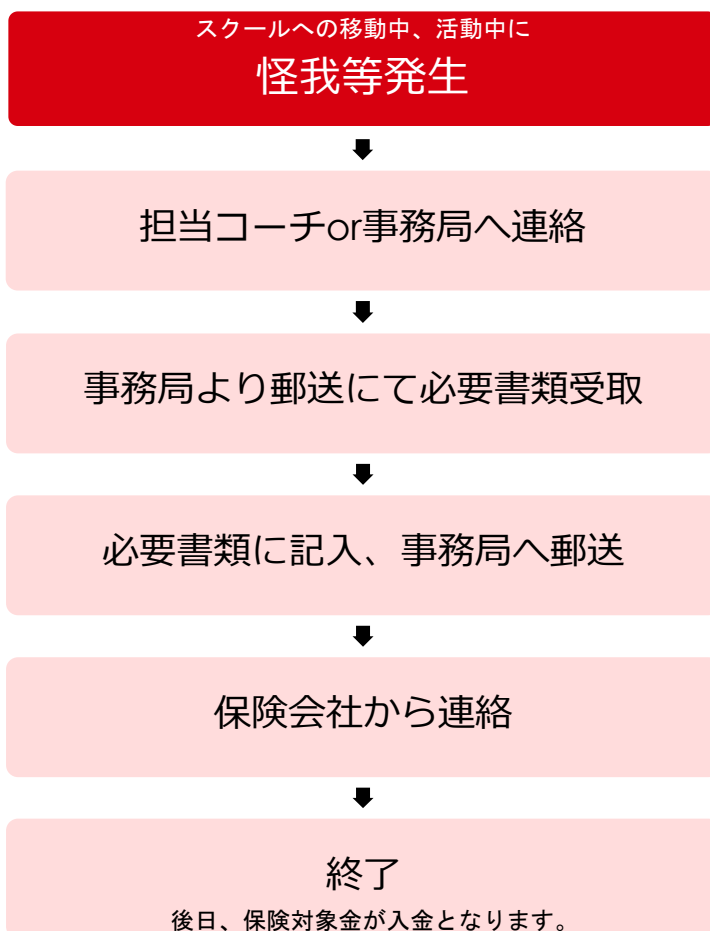 スクールへの移動中、活動中に
怪我等発生
担当コーチor事務局へ連絡
事務局より郵送にて必要書類受取
必要書類に記入、事務局へ郵送
保険会社から連絡
終了
後日、保険対象金が入金となります。